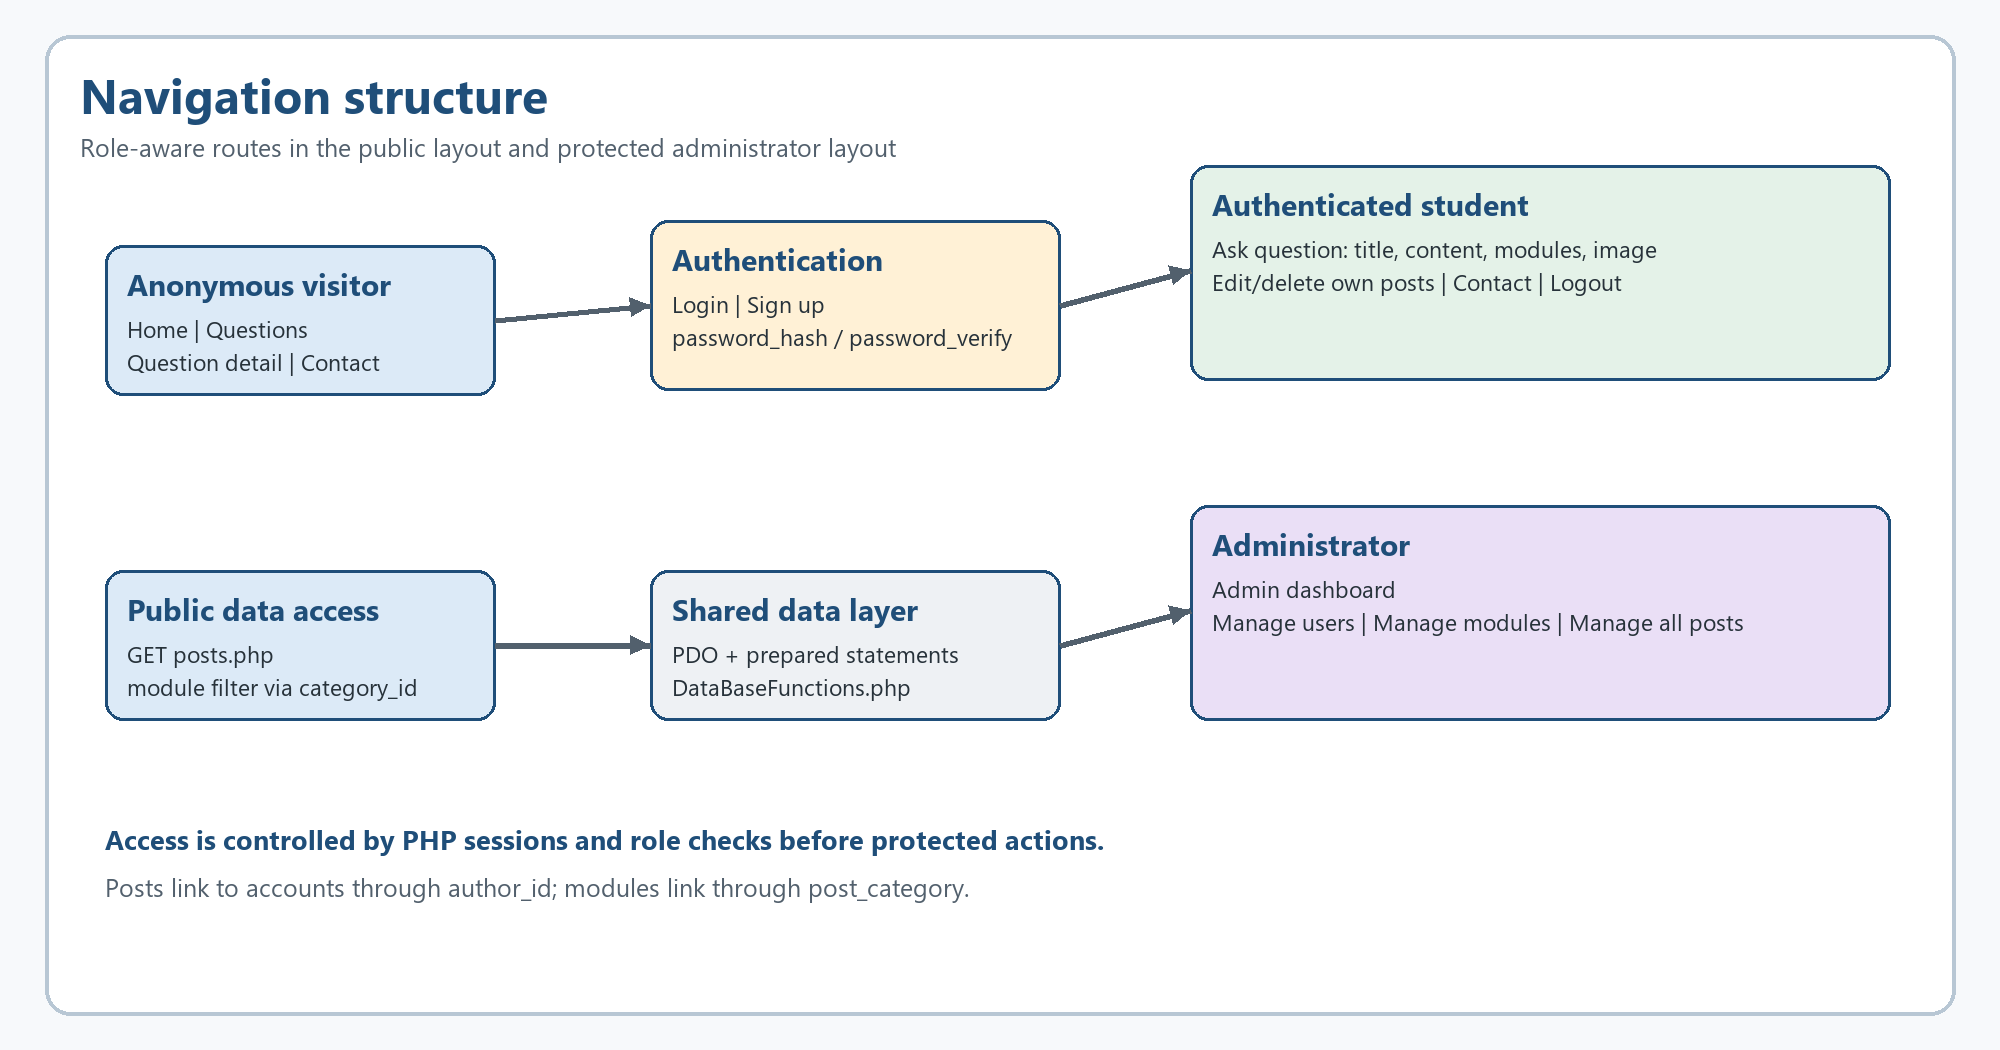 Navigation structure
Role-aware routes in the public layout and protected administrator layout
Anonymous visitor
Home | Questions
Question detail | Contact
Authentication
Login | Sign up
password_hash / password_verify
Authenticated student
Ask question: title, content, modules, image
Edit/delete own posts | Contact | Logout
Public data access
GET posts.php
module filter via category_id
Shared data layer
PDO + prepared statements
DataBaseFunctions.php
Administrator
Admin dashboard
Manage users | Manage modules | Manage all posts
Access is controlled by PHP sessions and role checks before protected actions.
Posts link to accounts through author_id; modules link through post_category.